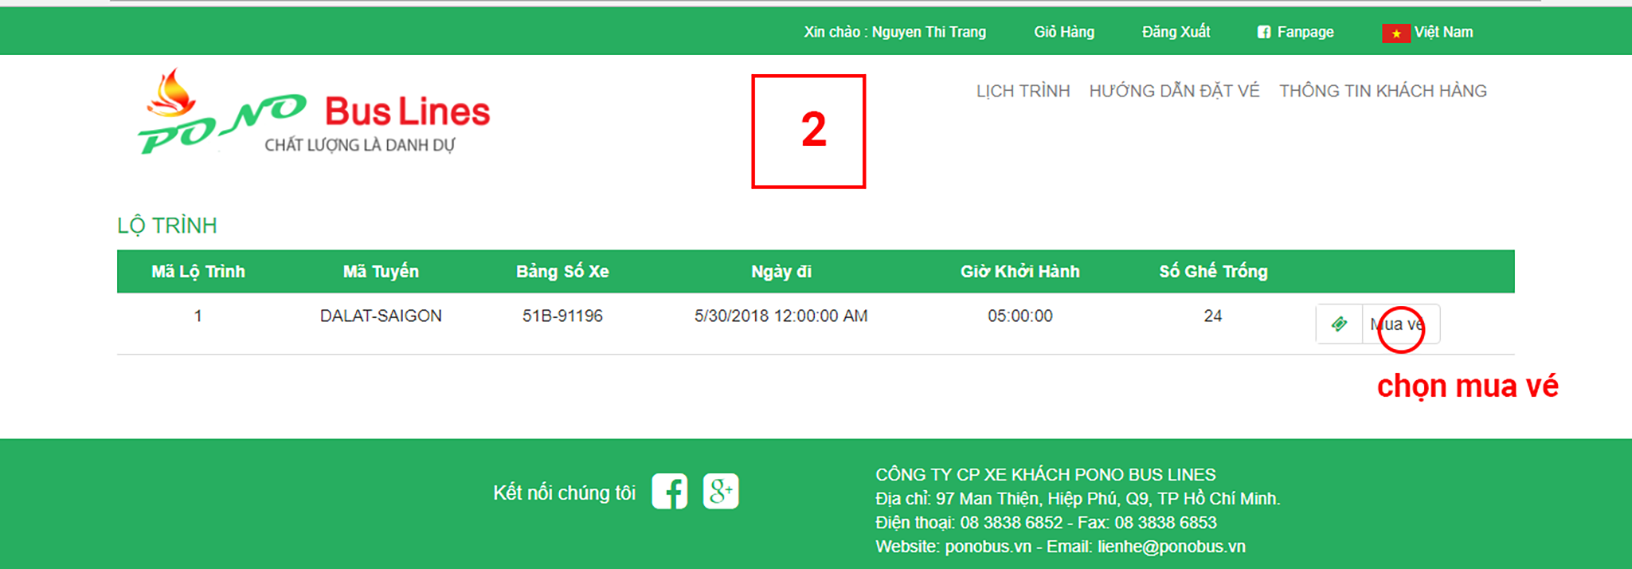 Xin chào : Nguyen Thi Trang Giỏ Hàng Đăng Xuất Fanpage Việt Nam
PONO Bus Lines
CHẤT LƯỢNG LÀ DANH DỰ
2
LỊCH TRÌNH HƯỚNG DẪN ĐẶT VÉ THÔNG TIN KHÁCH HÀNG
LỘ TRÌNH
Mã Lộ Trình Mã Tuyến Bảng Số Xe Ngày đi Giờ Khởi Hành Số Ghế Trống
1 DALAT-SAIGON 51B-91196 5/30/2018 12:00:00 AM 05:00:00 24 Mua vé
chọn mua vé
Kết nối chúng tôi
CÔNG TY CP XE KHÁCH PONO BUS LINES
Địa chỉ: 97 Man Thiện, Hiệp Phú, Q9, TP Hồ Chí Minh.
Điện thoại: 08 3838 6852 - Fax: 08 3838 6853
Website: ponobus.vn - Email: lienhe@ponobus.vn